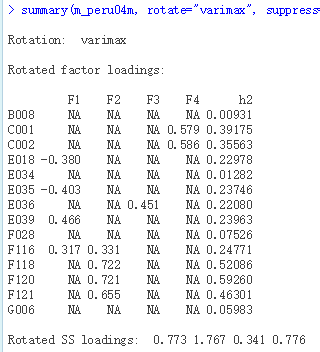 > summary(m_peru04m, rotate="varimax", suppress=
Rotation: varimax
Rotated factor loadings:
F1 F2 F3 F4 h2
B008 NA NA NA NA 0.00931
C001 NA NA NA 0.579 0.39175
C002 NA NA NA 0.586 0.35563
E018 -0.380 NA NA NA 0.22978
E034 NA NA NA NA 0.01282
E035 -0.403 NA NA NA 0.23746
E036 NA NA 0.451 NA 0.22080
E039 0.466 NA NA NA 0.23963
F028 NA NA NA NA 0.07526
F116 0.317 0.331 NA NA 0.24771
F118 NA 0.722 NA NA 0.52086
F120 NA 0.721 NA NA 0.59260
F121 NA 0.655 NA NA 0.46301
G006 NA NA NA NA 0.05983
Rotated SS loadings: 0.773 1.767 0.341 0.776